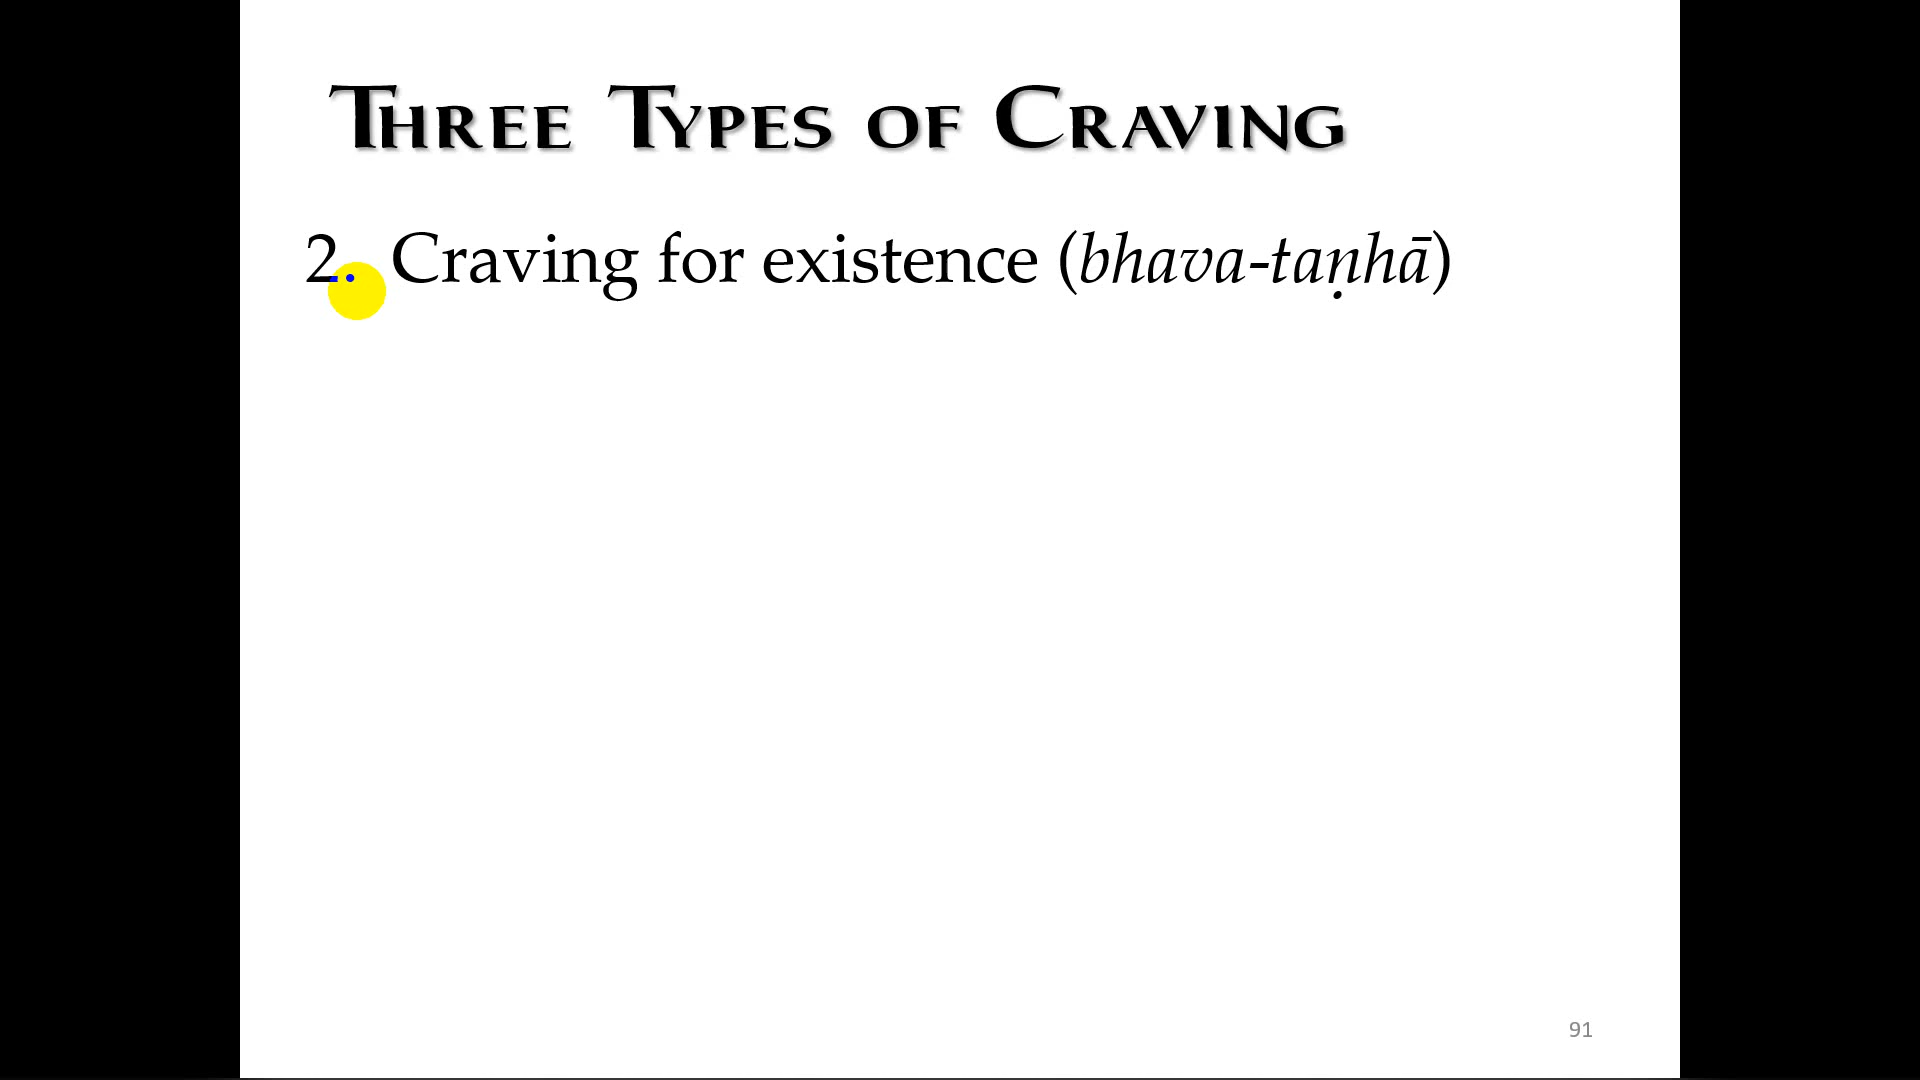 Three Types of Craving
2. Craving for existence (bhava-taṇhā)
91